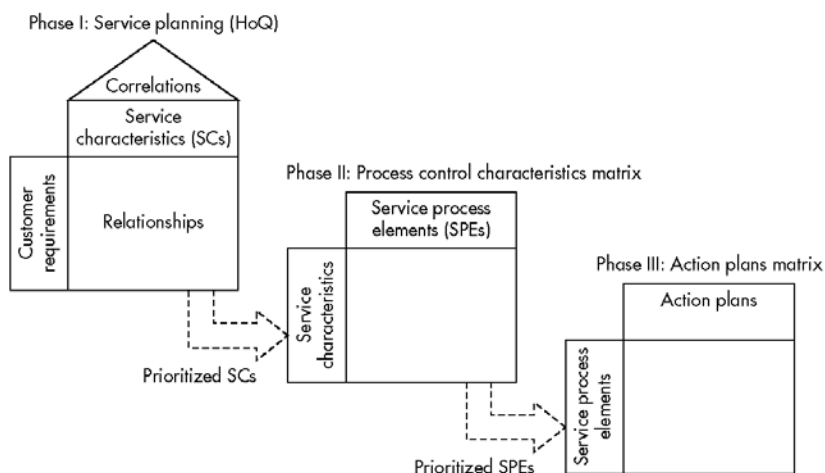 Phase I: Service planning (HoQ)
Correlations
Service
characteristics (SCs)
Customer
requirements
Relationships
Prioritized SCs
Phase II: Process control characteristics matrix
Service process
elements (SPEs)
Service
characteristics
Prioritized SPEs
Phase III: Action plans matrix
Action plans
Service process
elements